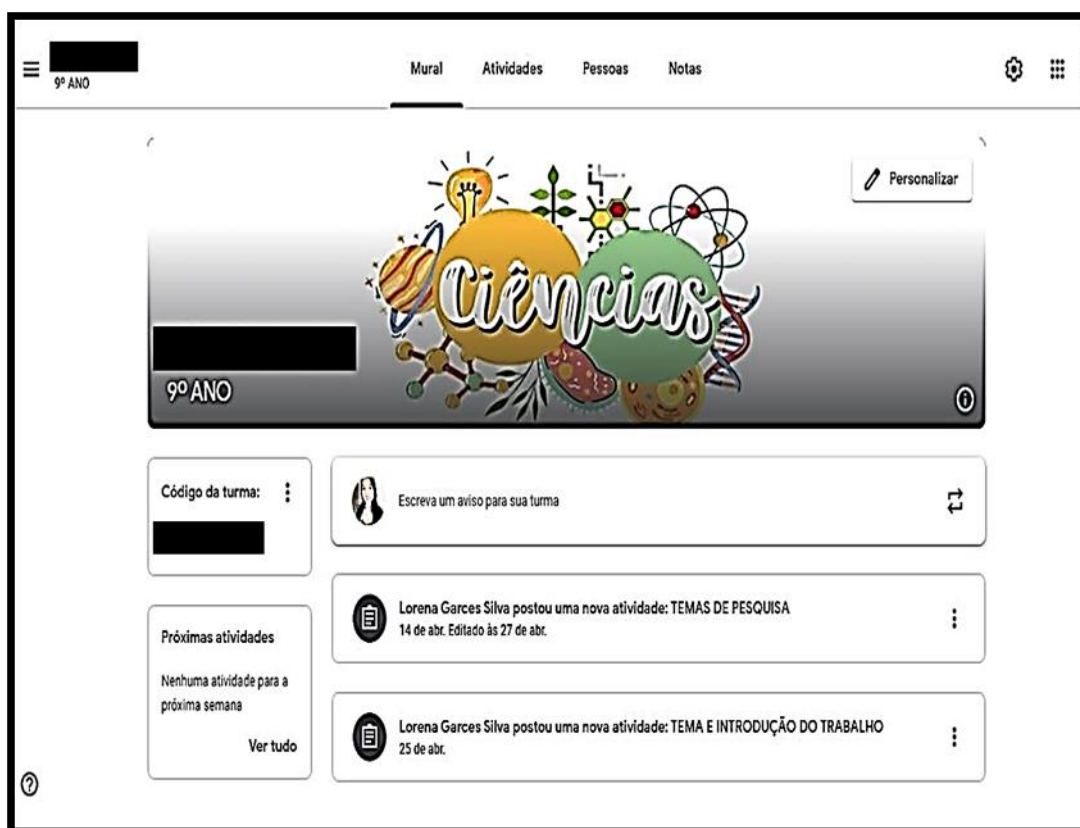 9º ANO
Mural Atividades Pessoas Notas
Personalizar
Ciências
9º ANO
Código da turma:
Escreva um aviso para sua turma
Lorena Garces Silva postou uma nova atividade: TEMAS DE PESQUISA
14 de abr. Editado às 27 de abr.
Próximas atividades
Nenhuma atividade para a
próxima semana
Ver tudo
Lorena Garces Silva postou uma nova atividade: TEMA E INTRODUÇÃO DO TRABALHO
25 de abr.